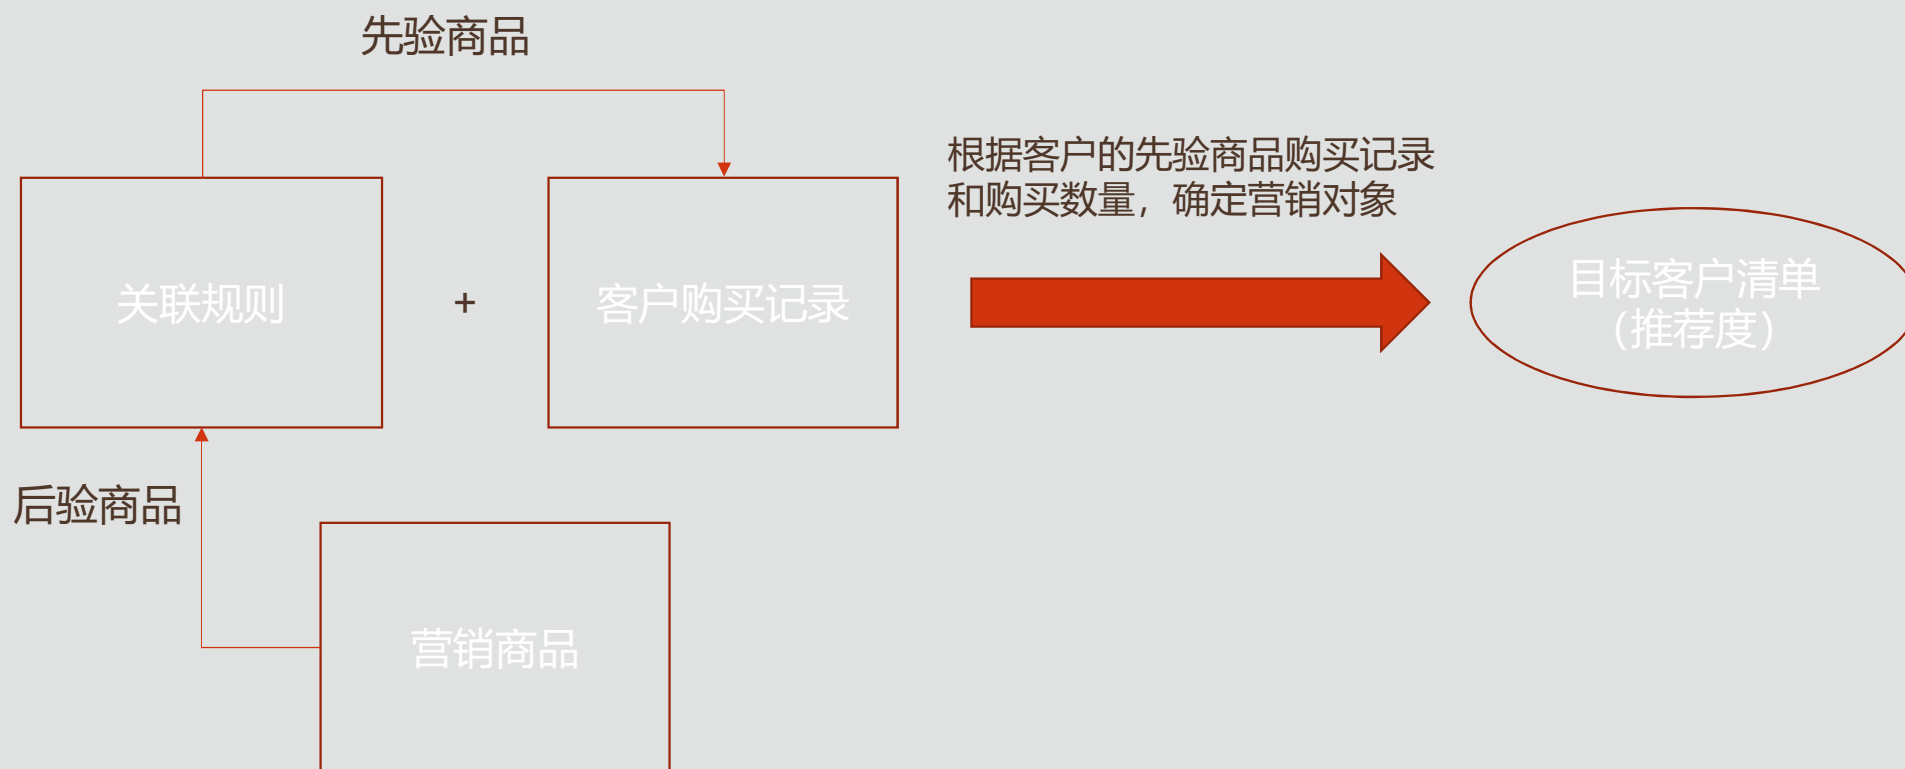 先验商品
根据客户的先验商品购买记录
和购买数量，确定营销对象
关联规则
+
客户购买记录
目标客户清单
（推荐度）
后验商品
营销商品